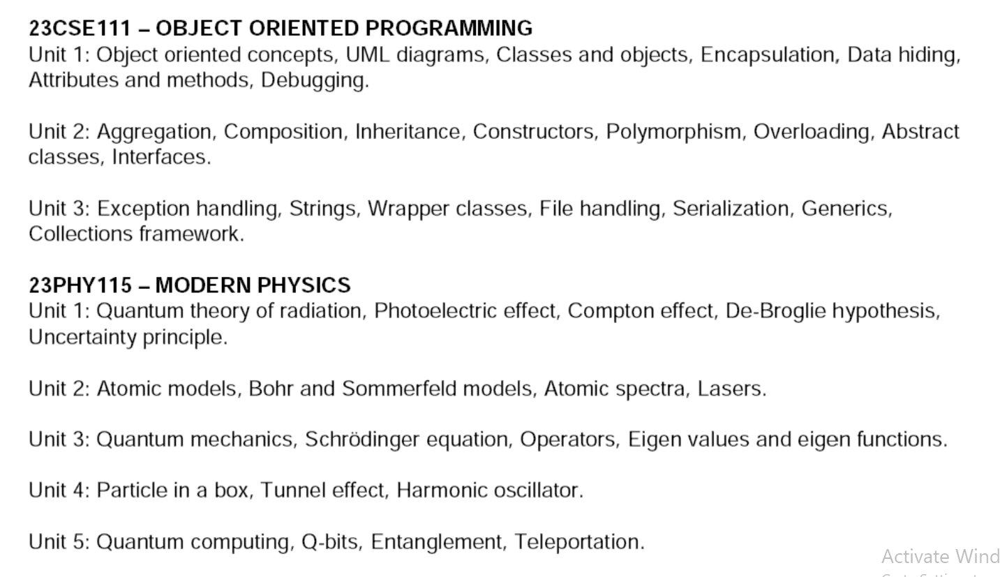 23CSE111 – OBJECT ORIENTED PROGRAMMING
Unit 1: Object oriented concepts, UML diagrams, Classes and objects, Encapsulation, Data hiding,
Attributes and methods, Debugging.
Unit 2: Aggregation, Composition, Inheritance, Constructors, Polymorphism, Overloading, Abstract
classes, Interfaces.
Unit 3: Exception handling, Strings, Wrapper classes, File handling, Serialization, Generics,
Collections framework.
23PHY115 – MODERN PHYSICS
Unit 1: Quantum theory of radiation, Photoelectric effect, Compton effect, De-Broglie hypothesis,
Uncertainty principle.
Unit 2: Atomic models, Bohr and Sommerfeld models, Atomic spectra, Lasers.
Unit 3: Quantum mechanics, Schrödinger equation, Operators, Eigen values and eigen functions.
Unit 4: Particle in a box, Tunnel effect, Harmonic oscillator.
Unit 5: Quantum computing, Q-bits, Entanglement, Teleportation.
Activate Wind